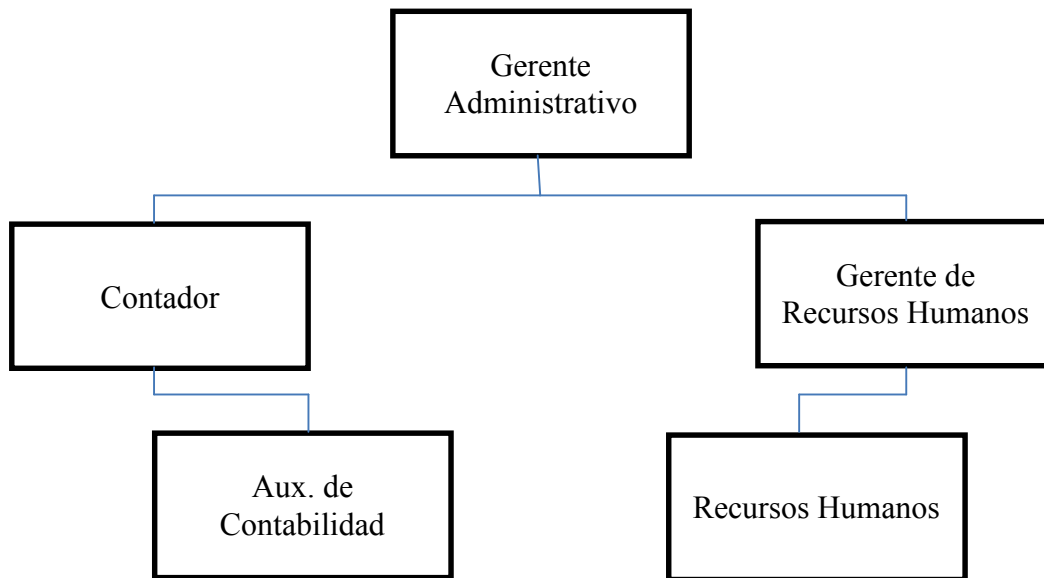 Gerente
Administrativo
Contador
Gerente de
Recursos Humanos
Aux. de
Contabilidad
Recursos Humanos